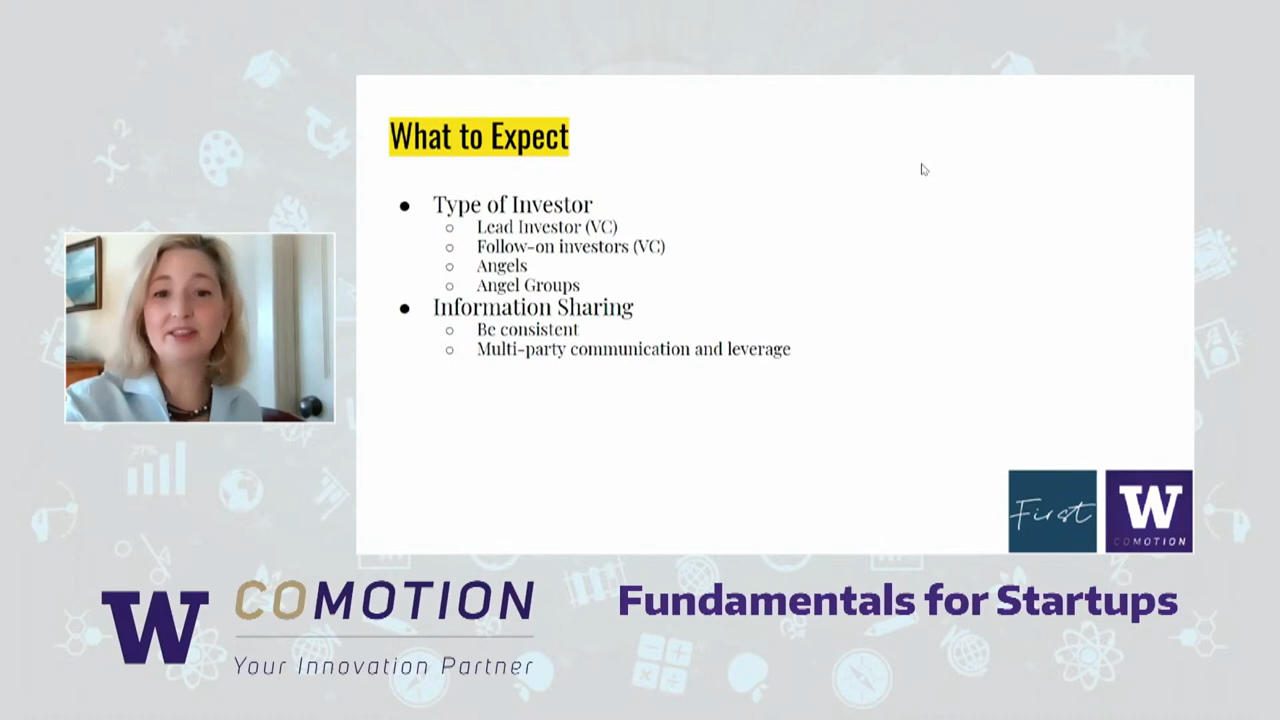 What to Expect
● Type of Investor
○ Lead Investor (VC)
○ Follow-on investors (VC)
○ Angels
○ Angel Groups
● Information Sharing
○ Be consistent
○ Multi-party communication and leverage
First
W
COMOTION
W COMOTION
Your Innovation Partner
Fundamentals for Startups